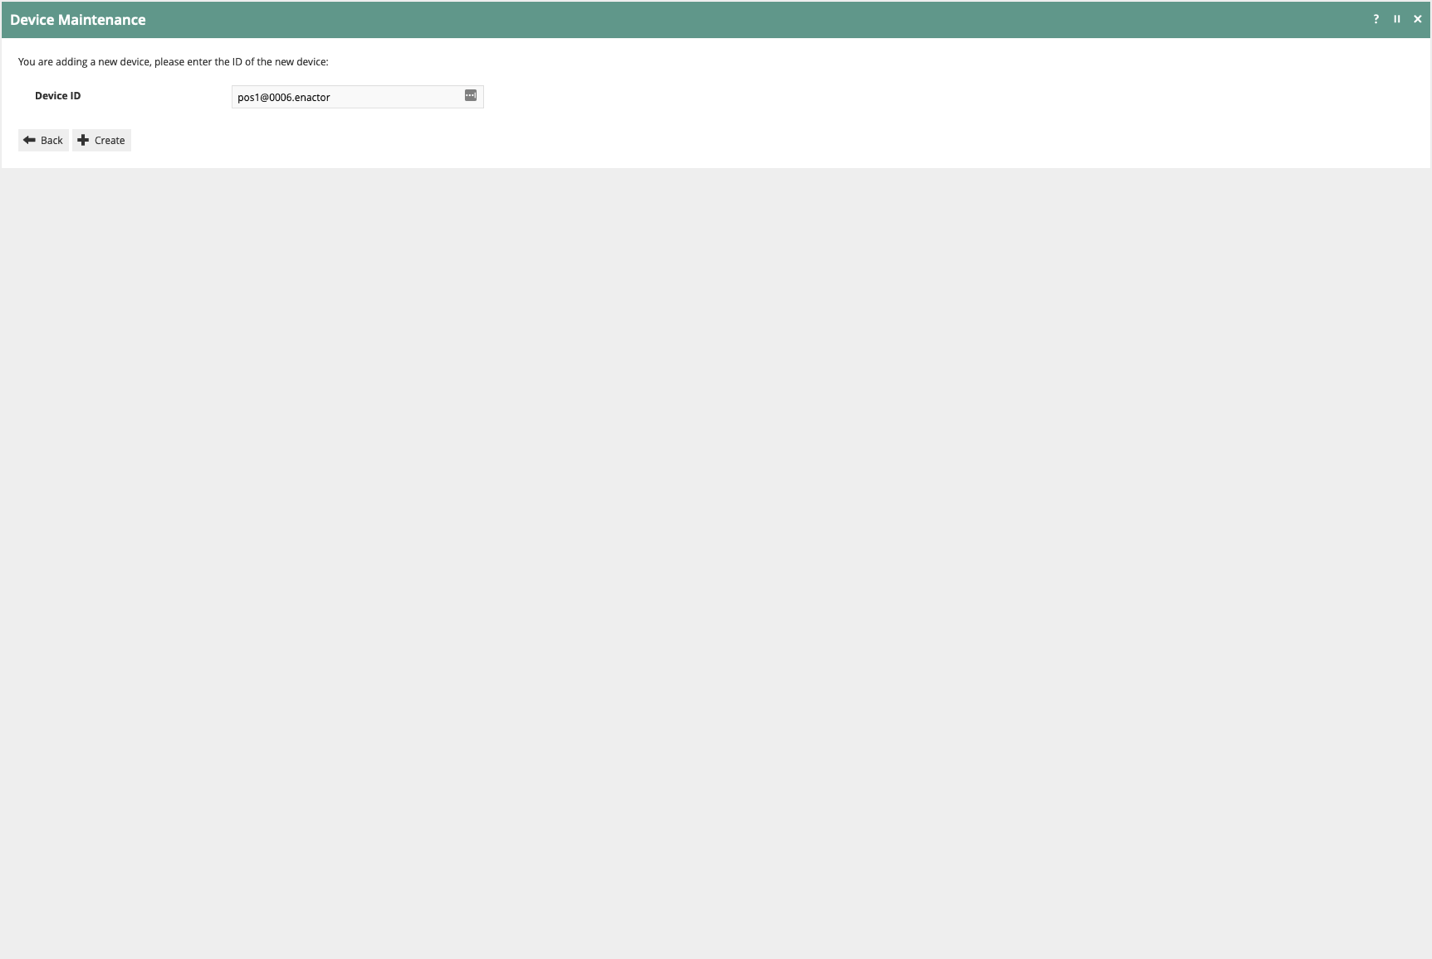 Device Maintenance
?
You are adding a new device, please enter the ID of the new device:
Device ID
pos1@0006.enactor
Back
Create